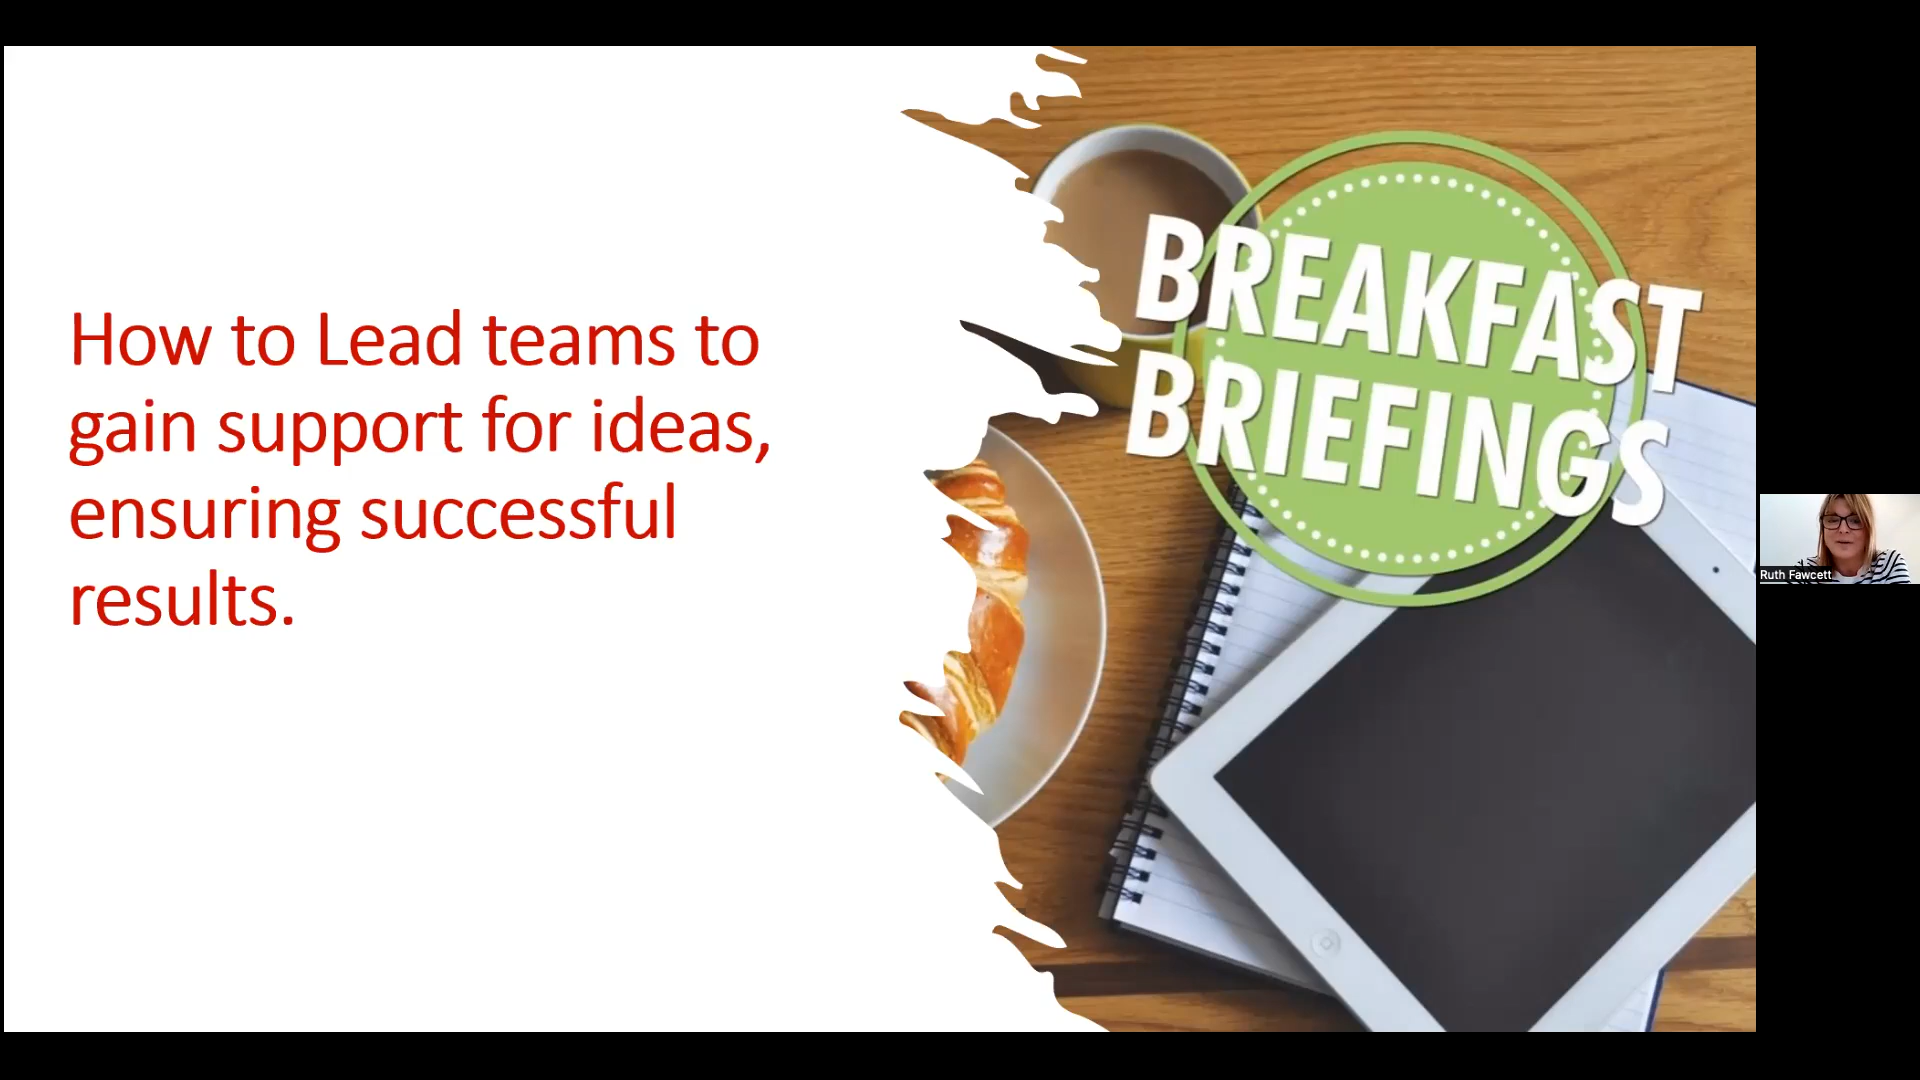 How to Lead teams to
gain support for ideas,
ensuring successful
results.
BREAKFAST
BRIEFINGS
Ruth Fawcett